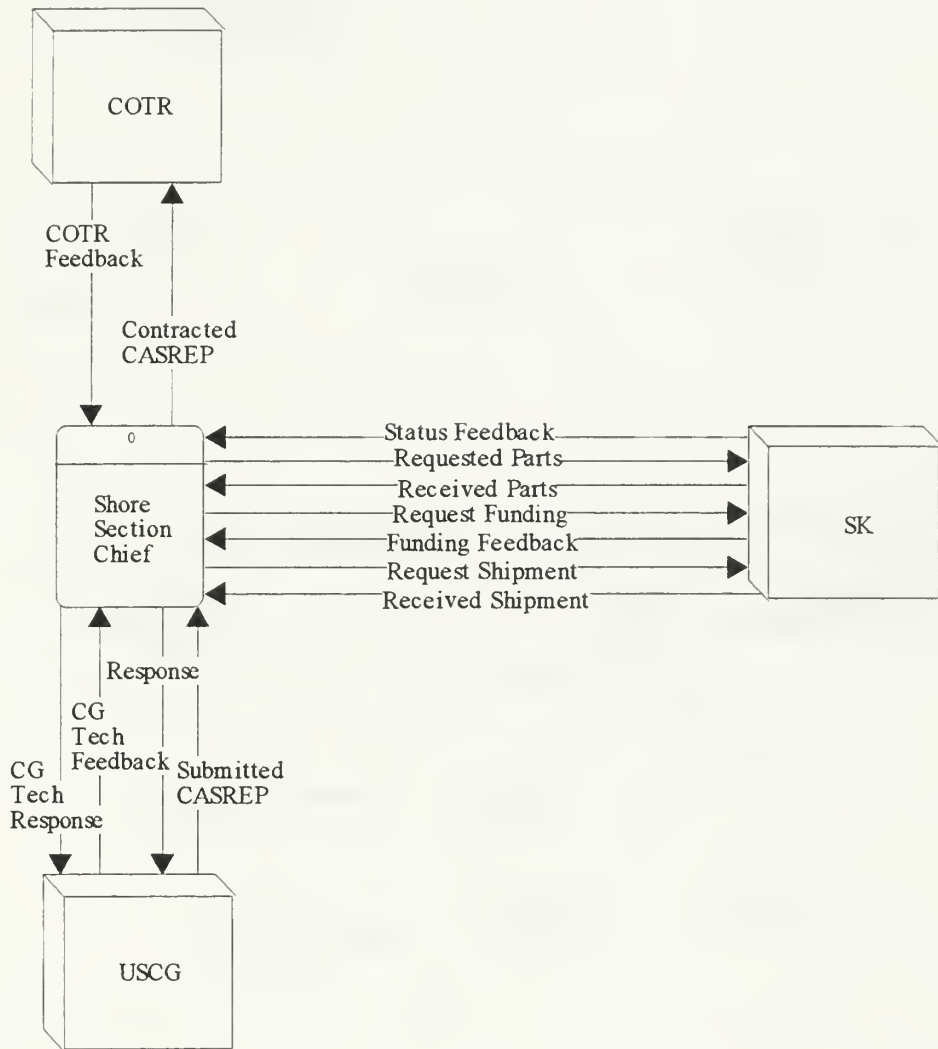 COTR
COTR
Feedback
Contracted
CASREP
0
Shore
Section
Chief
Status Feedback
Requested Parts
Received Parts
Request Funding
Funding Feedback
Request Shipment
Received Shipment
SK
Response
CG
Tech
Feedback
Submitted
CASREP
CG
Tech
Response
USCG